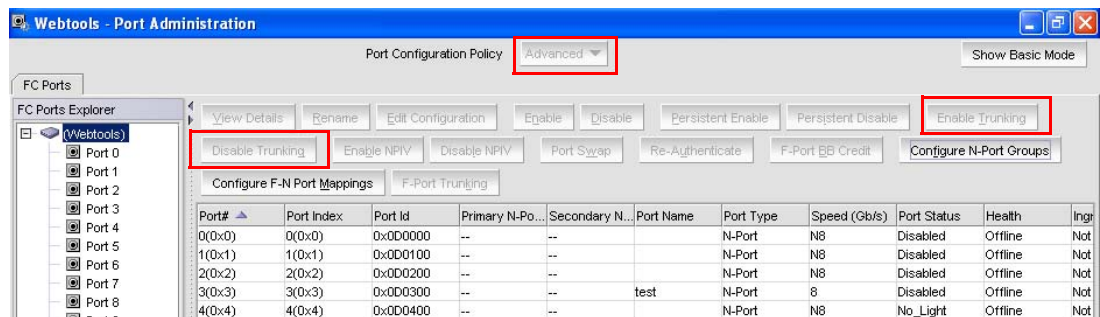 Webtools - Port Administration
Port Configuration Policy Advanced Show Basic Mode
FC Ports
FC Ports Explorer
(Webtools)
Port 0
Port 1
Port 2
Port 3
Port 4
Port 5
Port 6
Port 7
Port 8
View Details Rename Edit Configuration Enable Disable Persistent Enable Persistent Disable Enable Trunking
Disable Trunking Enable NPIV Disable NPIV Port Swap Re-Authenticate F-Port BB Credit Configure N-Port Groups
Configure F-N Port Mappings F-Port Trunking
Port# Port Index Port Id Primary N-Po... Secondary N... Port Name Port Type Speed (Gb/s) Port Status Health Ingr
0(0x0) 0(0x0) 0x0D0000 -- -- N-Port N8 Disabled Offline Not
1(0x1) 1(0x1) 0x0D0100 -- -- N-Port N8 Disabled Offline Not
2(0x2) 2(0x2) 0x0D0200 -- -- N-Port N8 Disabled Offline Not
3(0x3) 3(0x3) 0x0D0300 -- -- test N-Port 8 Disabled Offline Not
4(0x4) 4(0x4) 0x0D0400 -- -- N-Port N8 No_Light Offline Not